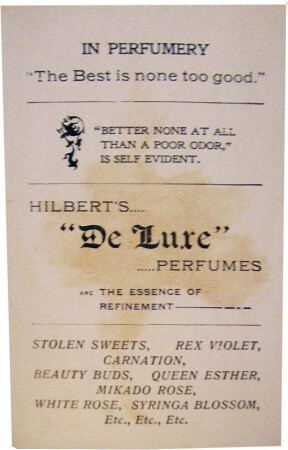 IN PERFUMERY
"The Best is none too good."
"BETTER NONE AT ALL
THAN A POOR ODOR,"
IS SELF EVIDENT.
HILBERT'S.....
"De Luxe"
.....PERFUMES
ARE THE ESSENCE OF
REFINEMENT
STOLEN SWEETS, REX VIOLET,
CARNATION,
BEAUTY BUDS, QUEEN ESTHER,
MIKADO ROSE,
WHITE ROSE, SYRINGA BLOSSOM,
Etc., Etc., Etc.